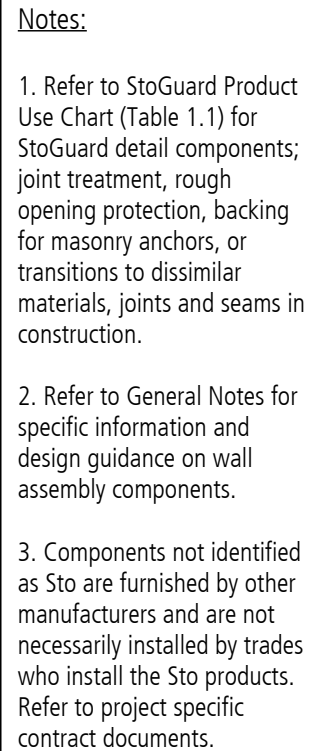 Notes:
1. Refer to StoGuard Product
Use Chart (Table 1.1) for
StoGuard detail components;
joint treatment, rough
opening protection, backing
for masonry anchors, or
transitions to dissimilar
materials, joints and seams in
construction.
2. Refer to General Notes for
specific information and
design guidance on wall
assembly components.
3. Components not identified
as Sto are furnished by other
manufacturers and are not
necessarily installed by trades
who install the Sto products.
Refer to project specific
contract documents.